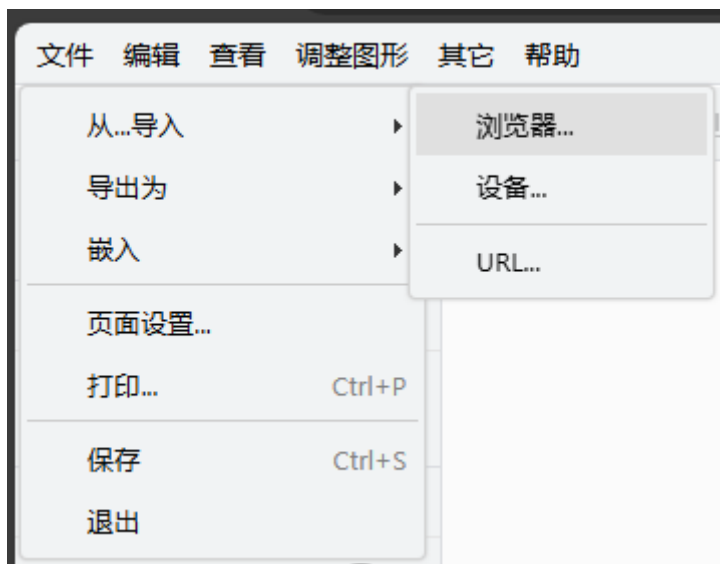 文件 编辑 查看 调整图形 其它 帮助
从...导入
导出为
嵌入
页面设置...
打印... Ctrl+P
保存 Ctrl+S
退出
浏览器...
设备...
URL...